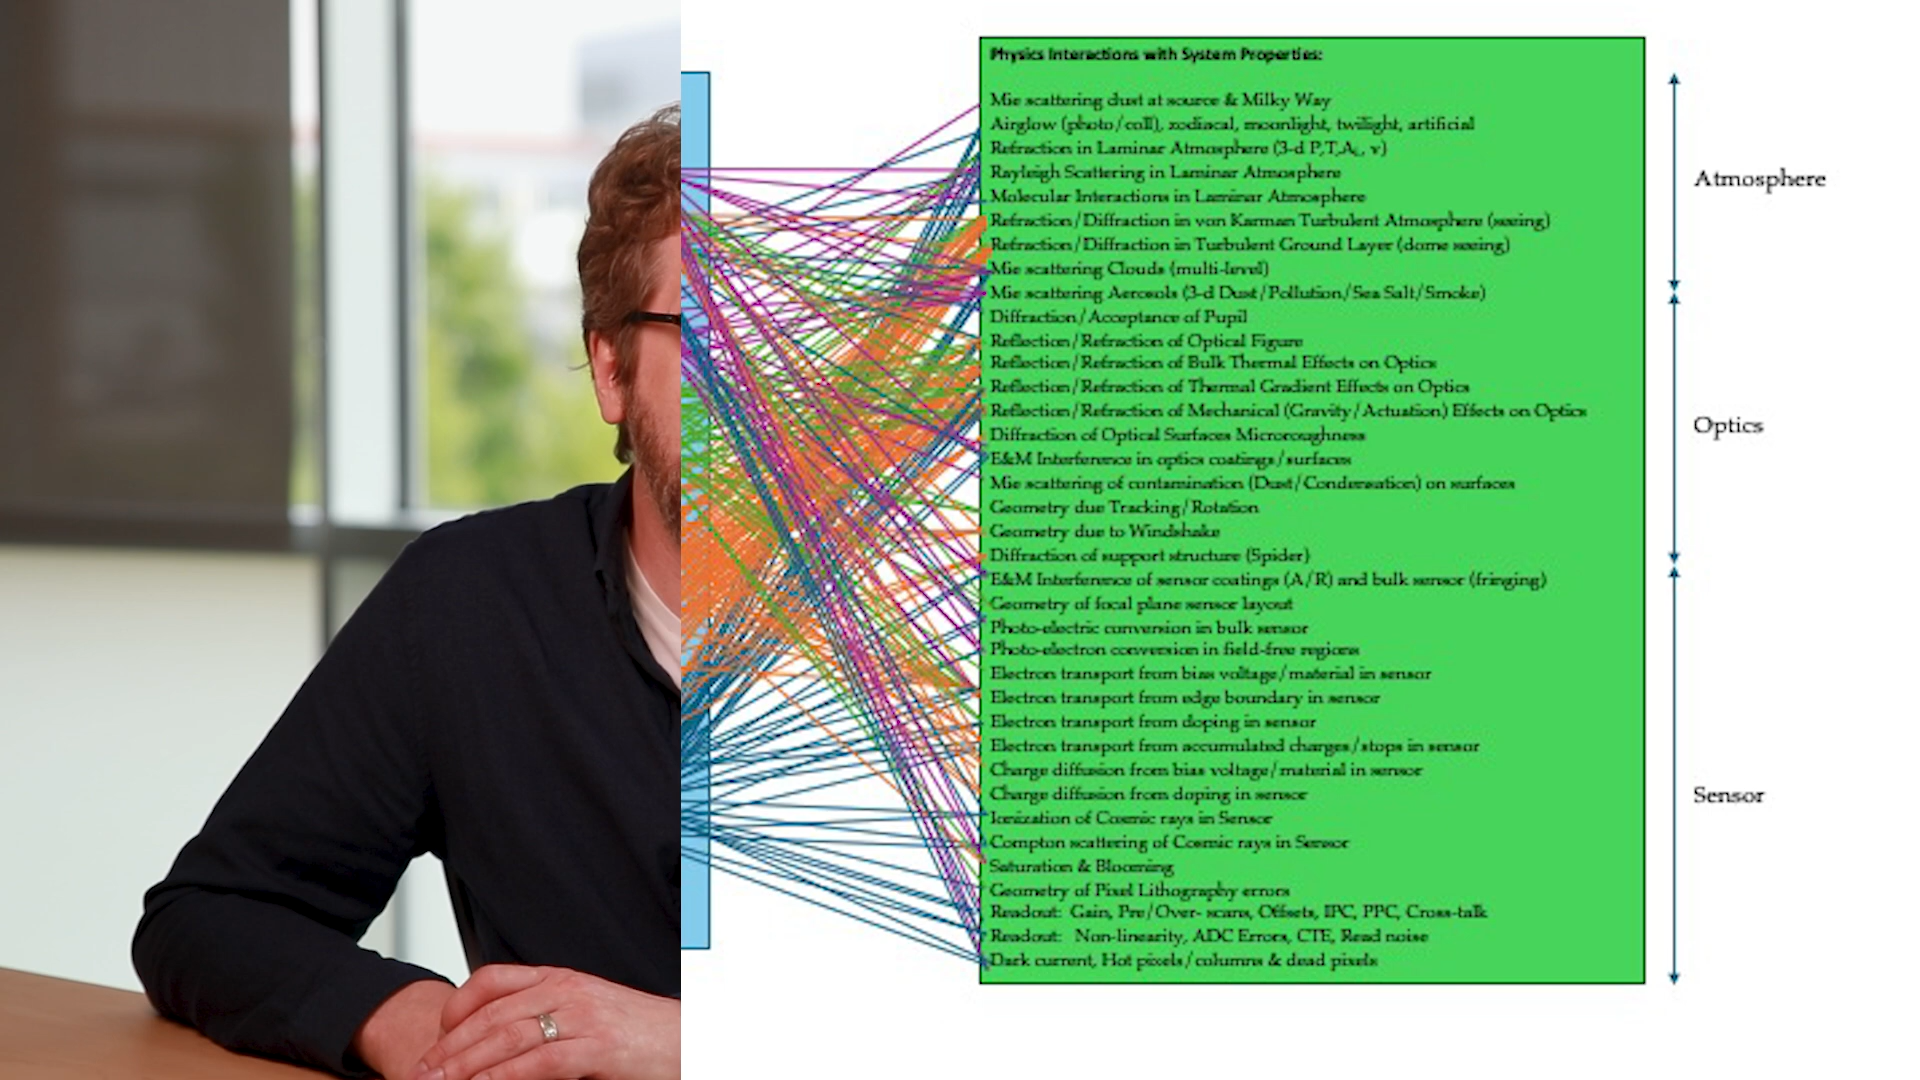 Physics Interactions with System Properties:
Mie scattering dust at source & Milky Way
Airglow (photo/coll), zodiacal, moonlight, twilight, artificial
Refraction in Laminar Atmosphere (3-d P,T,A, v)
Rayleigh Scattering in Laminar Atmosphere
Molecular Interactions in Laminar Atmosphere
Refraction/Diffraction in von Karman Turbulent Atmosphere (seeing)
Refraction/Diffraction in Turbulent Ground Layer (dome seeing)
Mie scattering Clouds (multi-level)
Mie scattering Aerosols (3-d Dust/Pollution/Sea Salt/Smoke)
Diffraction/Acceptance of Pupil
Reflection/Refraction of Optical Figure
Reflection/Refraction of Bulk Thermal Effects on Optics
Reflection/Refraction of Thermal Gradient Effects on Optics
Reflection/Refraction of Mechanical (Gravity/Actuation) Effects on Optics
Diffraction of Optical Surfaces Microroughness
E&M Interference in optics coatings/surfaces
Mie scattering of contamination (Dust/Condensation) on surfaces
Geometry due Tracking/Rotation
Geometry due to Windshake
Diffraction of support structure (Spider)
E&M Interference of sensor coatings (A/R) and bulk sensor (fringing)
Geometry of focal plane sensor layout
Photo-electric conversion in bulk sensor
Photo-electron conversion in field-free regions
Electron transport from bias voltage/material in sensor
Electron transport from edge boundary in sensor
Electron transport from doping in sensor
Electron transport from accumulated charges/stops in sensor
Charge diffusion from bias voltage/material in sensor
Charge diffusion from doping in sensor
Ionization of Cosmic rays in Sensor
Compton scattering of Cosmic rays in Sensor
Saturation & Blooming
Geometry of Pixel Lithography errors
Readout: Gain, Pre/Over- scans, Offsets, IPC, PPC, Cross-talk
Readout: Non-linearity, ADC Errors, CTE, Read noise
Dark current, Hot pixels/columns & dead pixels
Atmosphere
Optics
Sensor